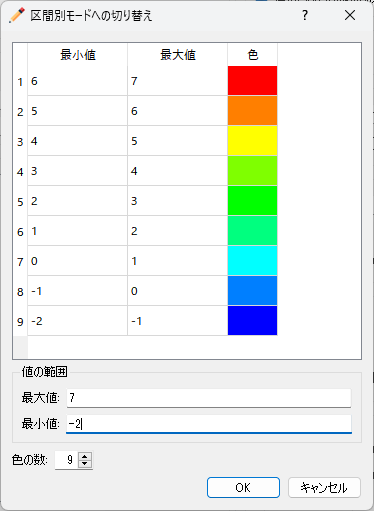 区間別モードへの切り替え
最小値 最大値 色
1 6 7
2 5 6
3 4 5
4 3 4
5 2 3
6 1 2
7 0 1
8 -1 0
9 -2 -1
値の範囲
最大値: 7
最小値: -2
色の数: 9
OK キャンセル